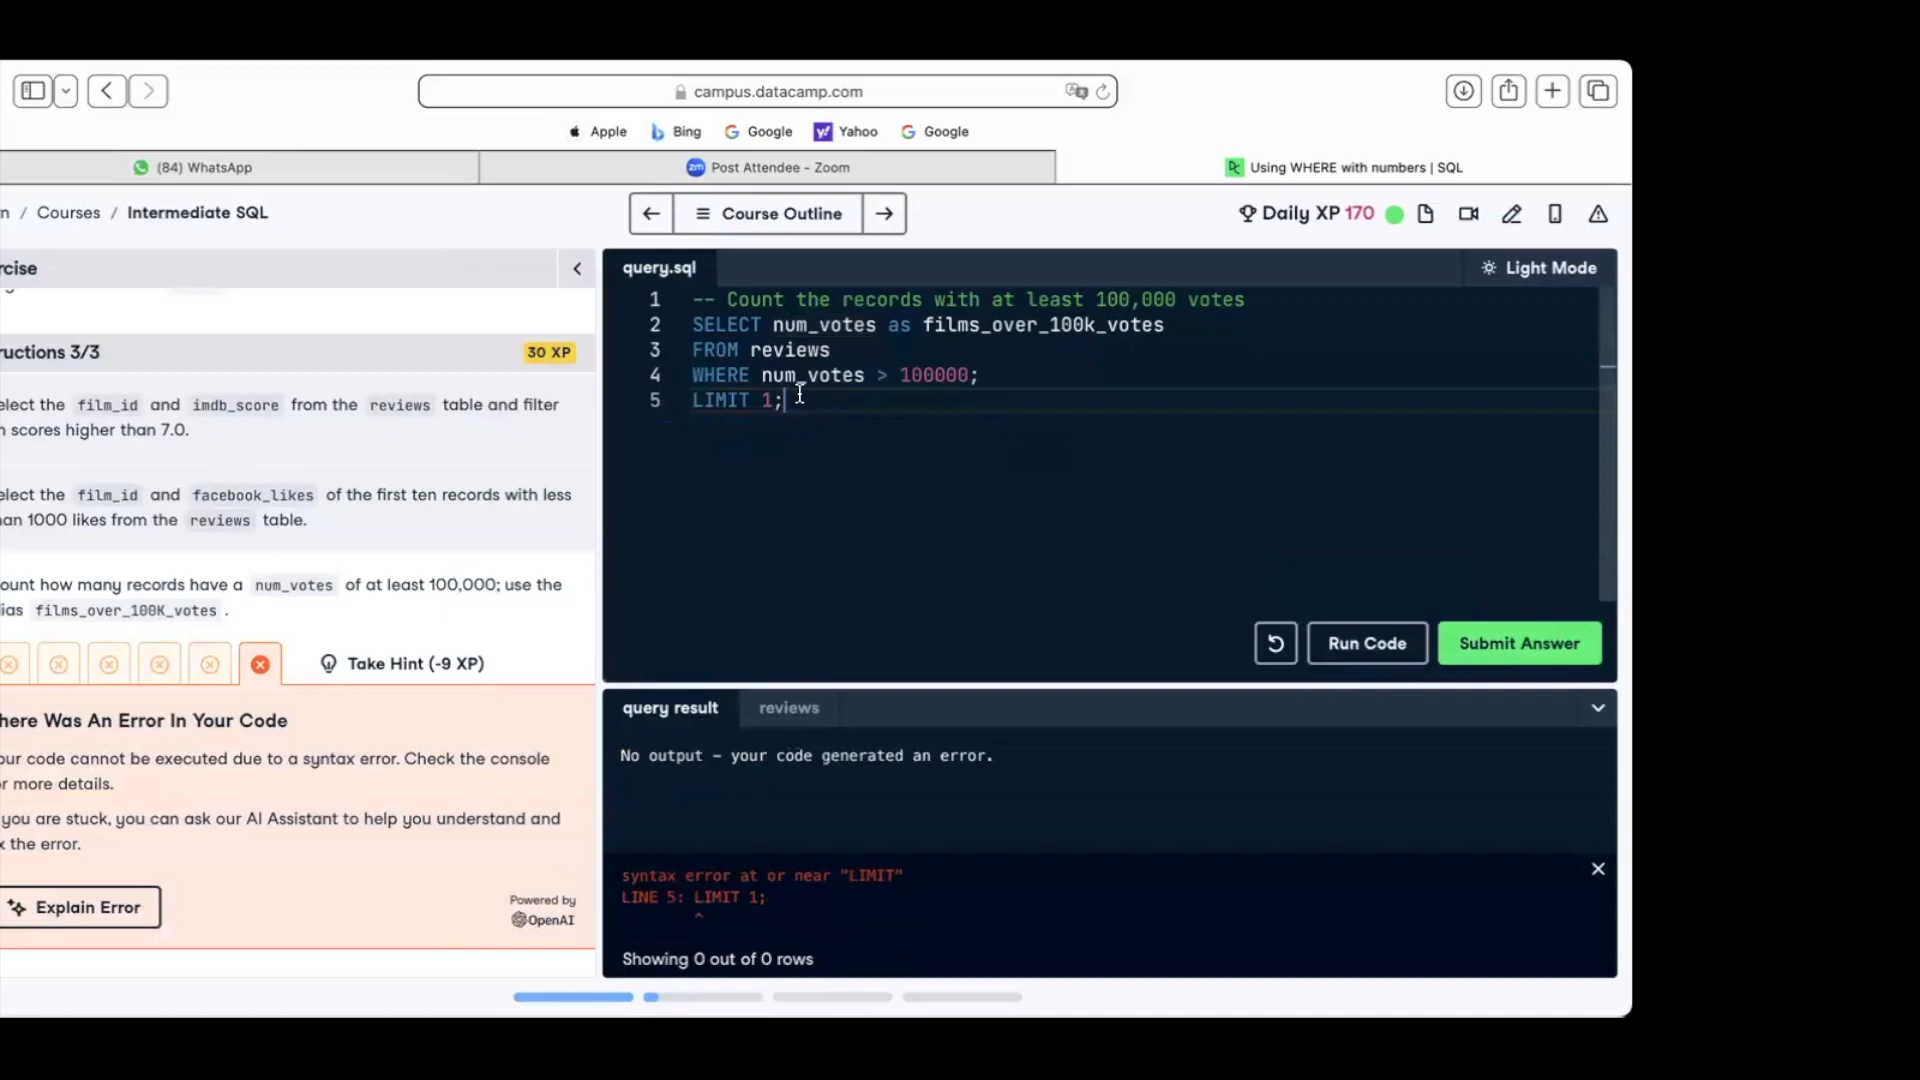 campus.datacamp.com
Apple Bing Google Yahoo Google
(84) WhatsApp
Post Attendee - Zoom
Using WHERE with numbers | SQL
n / Courses / Intermediate SQL
Course Outline
Daily XP 170
rcise
query.sql
Light Mode
ructions 3/3
30 XP
elect the film_id and imdb_score from the reviews table and filter
n scores higher than 7.0.
elect the film_id and facebook_likes of the first ten records with less
an 1000 likes from the reviews table.
ount how many records have a num_votes of at least 100,000; use the
ias films_over_100K_votes .
Take Hint (-9 XP)
here Was An Error In Your Code
our code cannot be executed due to a syntax error. Check the console
r more details.
you are stuck, you can ask our AI Assistant to help you understand and
x the error.
Explain Error
Powered by
OpenAI
1 -- Count the records with at least 100,000 votes
2 SELECT num_votes as films_over_100k_votes
3 FROM reviews
4 WHERE num_votes > 100000;
5 LIMIT 1;
Run Code
Submit Answer
query result
reviews
No output – your code generated an error.
syntax error at or near "LIMIT"
LINE 5: LIMIT 1;
^
Showing 0 out of 0 rows